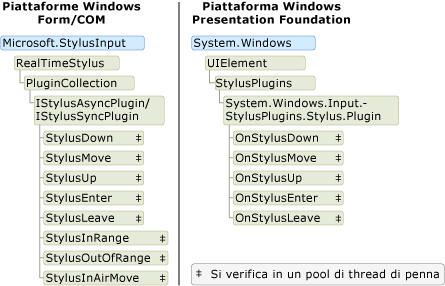 Piattaforme Windows
Form/COM
Microsoft.StylusInput
RealTimeStylus
PluginCollection
IStylusAsyncPlugin/
IStylusSyncPlugin
StylusDown ‡
StylusMove ‡
StylusUp ‡
StylusEnter ‡
StylusLeave ‡
StylusInRange ‡
StylusOutOfRange ‡
StylusInAirMove ‡
Piattaforma Windows
Presentation Foundation
System.Windows
UIElement
StylusPlugins
System.Windows.Input.-
StylusPlugins.Stylus.Plugin
OnStylusDown ‡
OnStylusMove ‡
OnStylusUp ‡
OnStylusEnter ‡
OnStylusLeave ‡
‡ Si verifica in un pool di thread di penna